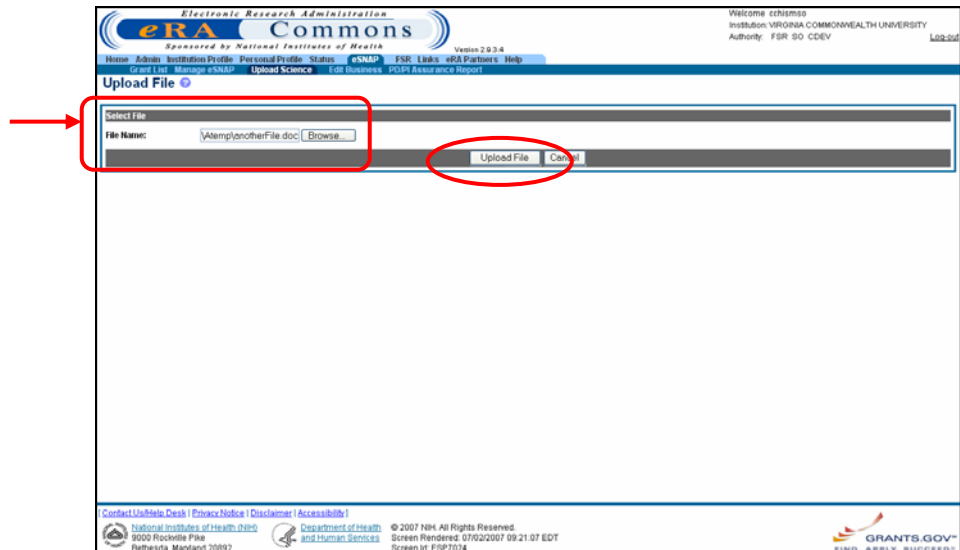 Electronic Research Administration
eRA Commons
Sponsored by National Institutes of Health
Version 2.9.3.4
Welcome cchismso
Institution: VIRGINIA COMMONWEALTH UNIVERSITY
Authority: FSR SO CDEV
Log-out
Home Admin Institution Profile Personal Profile Status eSNAP FSR Links eRA Partners Help
Grant List Manage eSNAP Upload Science Edit Business PD/PI Assurance Report
Upload File ?
Select File
File Name: \Atemp\anotherFile.doc Browse...
Upload File Cancel
[ Contact Us/Help Desk | Privacy Notice | Disclaimer | Accessibility ]
National Institutes of Health (NIH)
9000 Rockville Pike
Bethesda, Maryland 20892
Department of Health
and Human Services
© 2007 NIH. All Rights Reserved.
Screen Rendered: 07/02/2007 09:21:07 EDT
Screen Id: ESP7024
GRANTS.GOV℠
FIND. APPLY. SUCCEED.℠